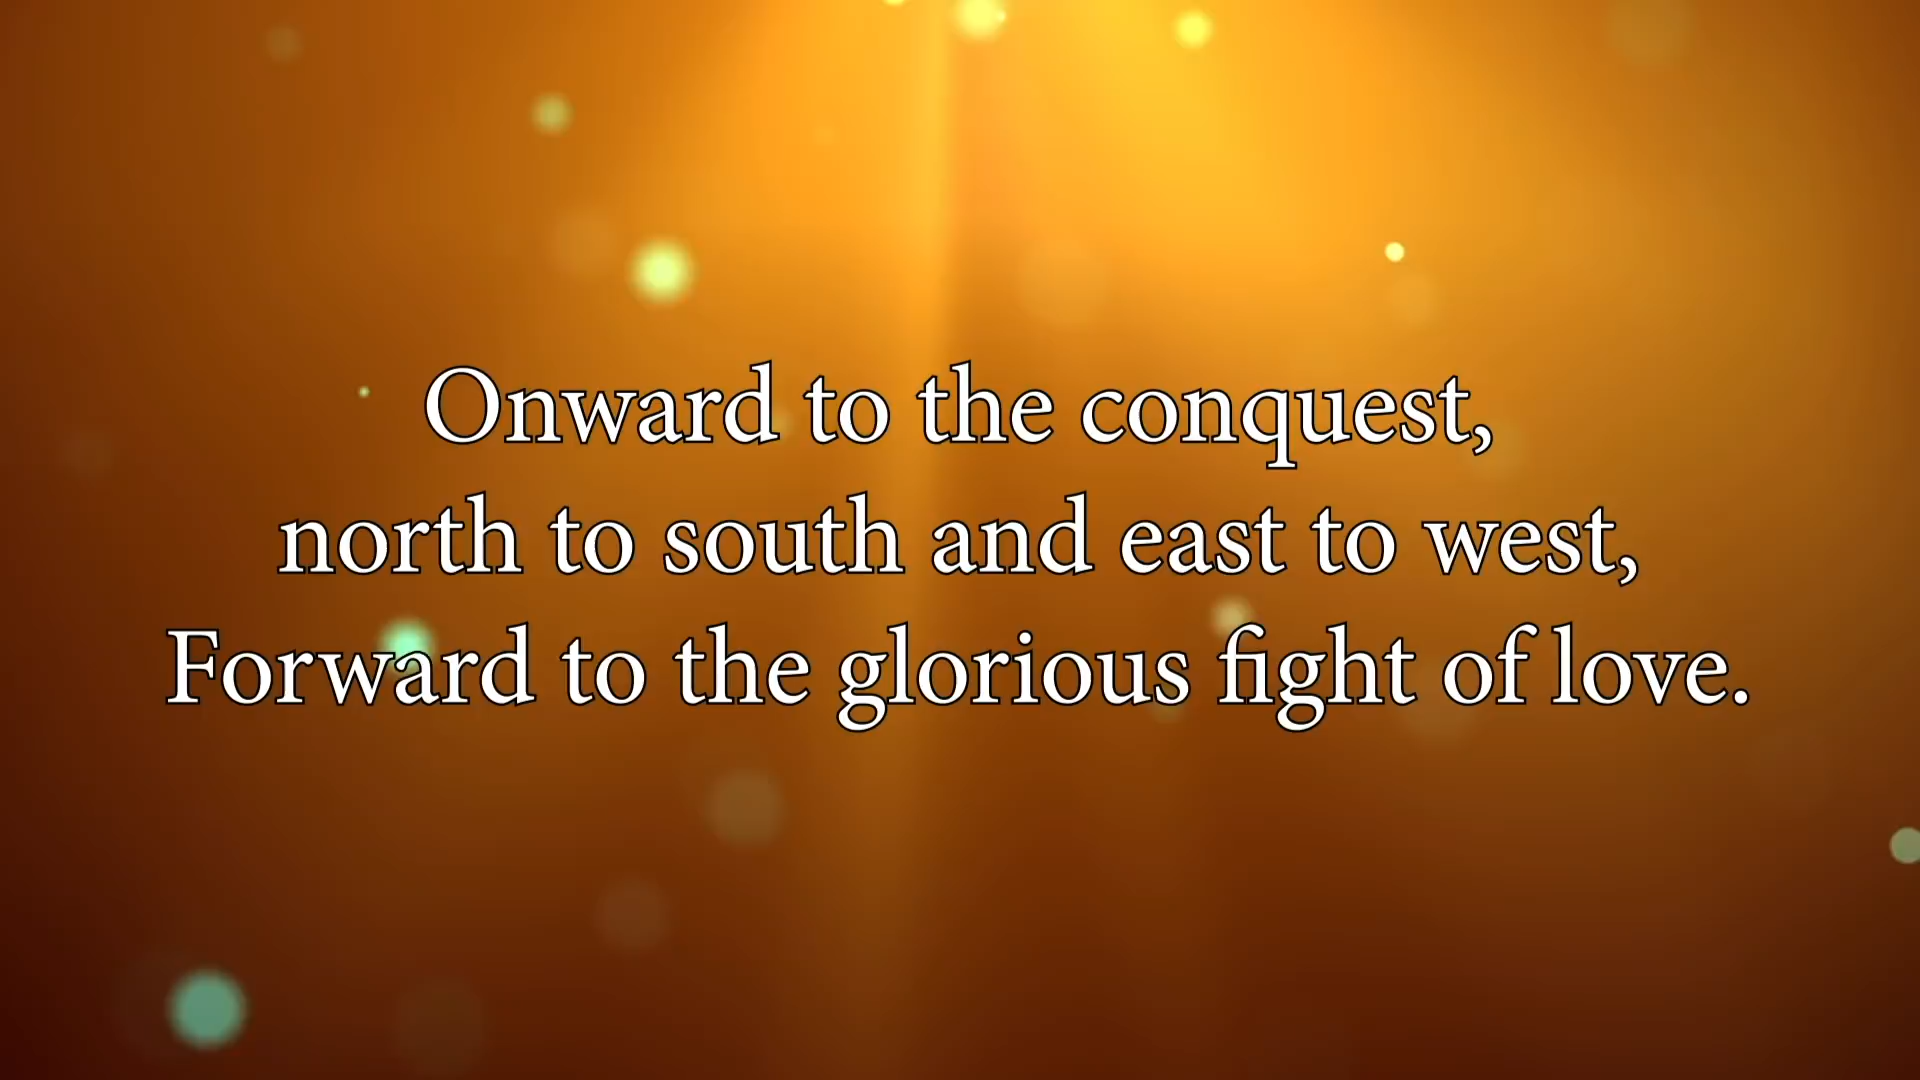 Onward to the conquest,
north to south and east to west,
Forward to the glorious fight of love.